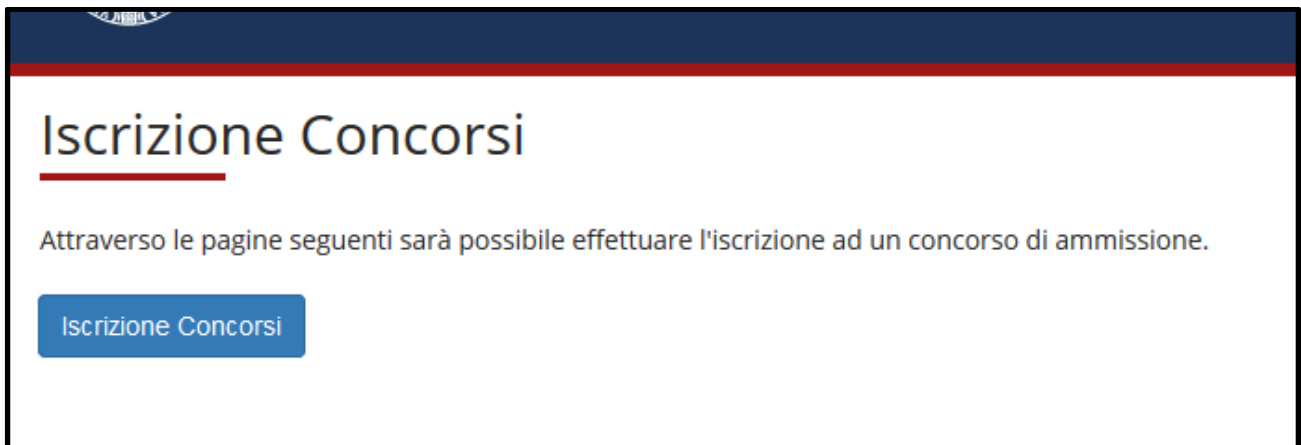 Iscrizione Concorsi
Attraverso le pagine seguenti sarà possibile effettuare l'iscrizione ad un concorso di ammissione.
Iscrizione Concorsi